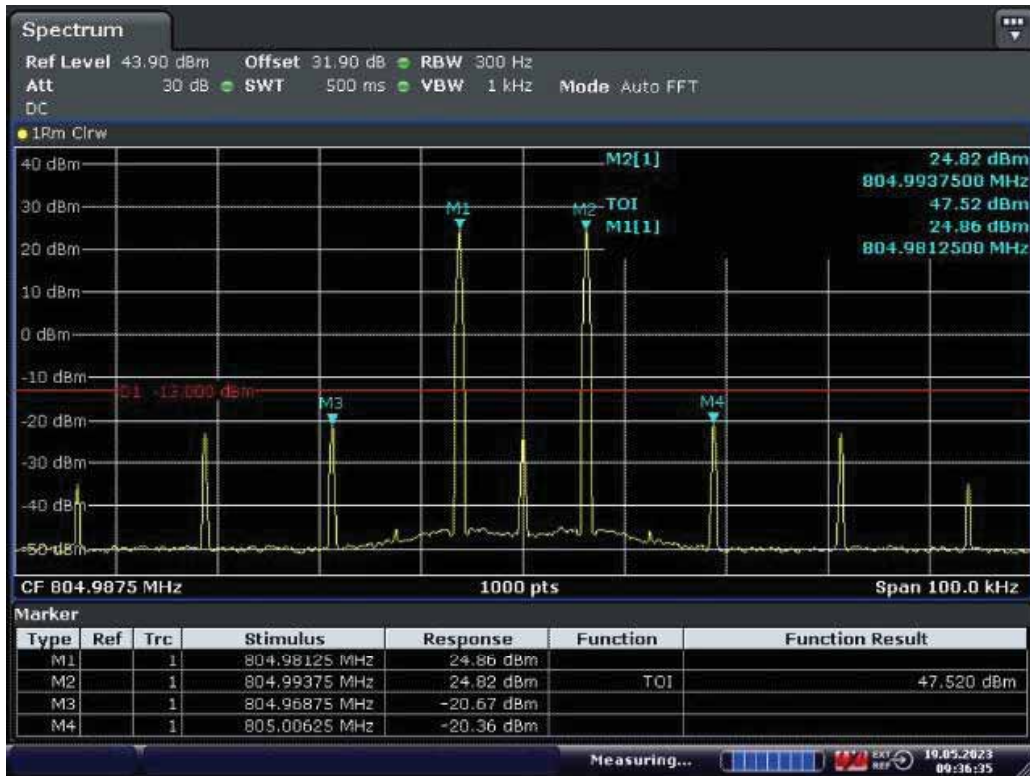 Spectrum
Ref Level 43.90 dBm Offset 31.90 dB RBW 300 Hz
Att 30 dB SWT 500 ms VBW 1 kHz Mode Auto FFT
DC
1Rm Clrw
40 dBm
M2[1] 24.82 dBm
804.9937500 MHz
30 dBm
M1
M2
TOI 47.52 dBm
M1[1] 24.86 dBm
20 dBm
804.9812500 MHz
10 dBm
0 dBm
-10 dBm
D1 -13.000 dBm
M3
M4
-20 dBm
-30 dBm
-40 dBm
-50 dBm
CF 804.9875 MHz 1000 pts Span 100.0 kHz
Marker
Type Ref Trc Stimulus Response Function Function Result
M1 1 804.98125 MHz 24.86 dBm
M2 1 804.99375 MHz 24.82 dBm TOI 47.520 dBm
M3 1 804.96875 MHz -20.67 dBm
M4 1 805.00625 MHz -20.36 dBm
Measuring... EXT REF 19.05.2023
09:36:35